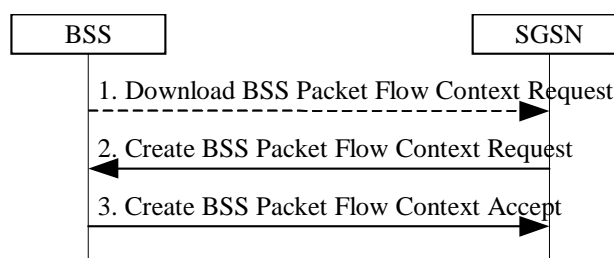 BSS
SGSN
1. Download BSS Packet Flow Context Request
2. Create BSS Packet Flow Context Request
3. Create BSS Packet Flow Context Accept